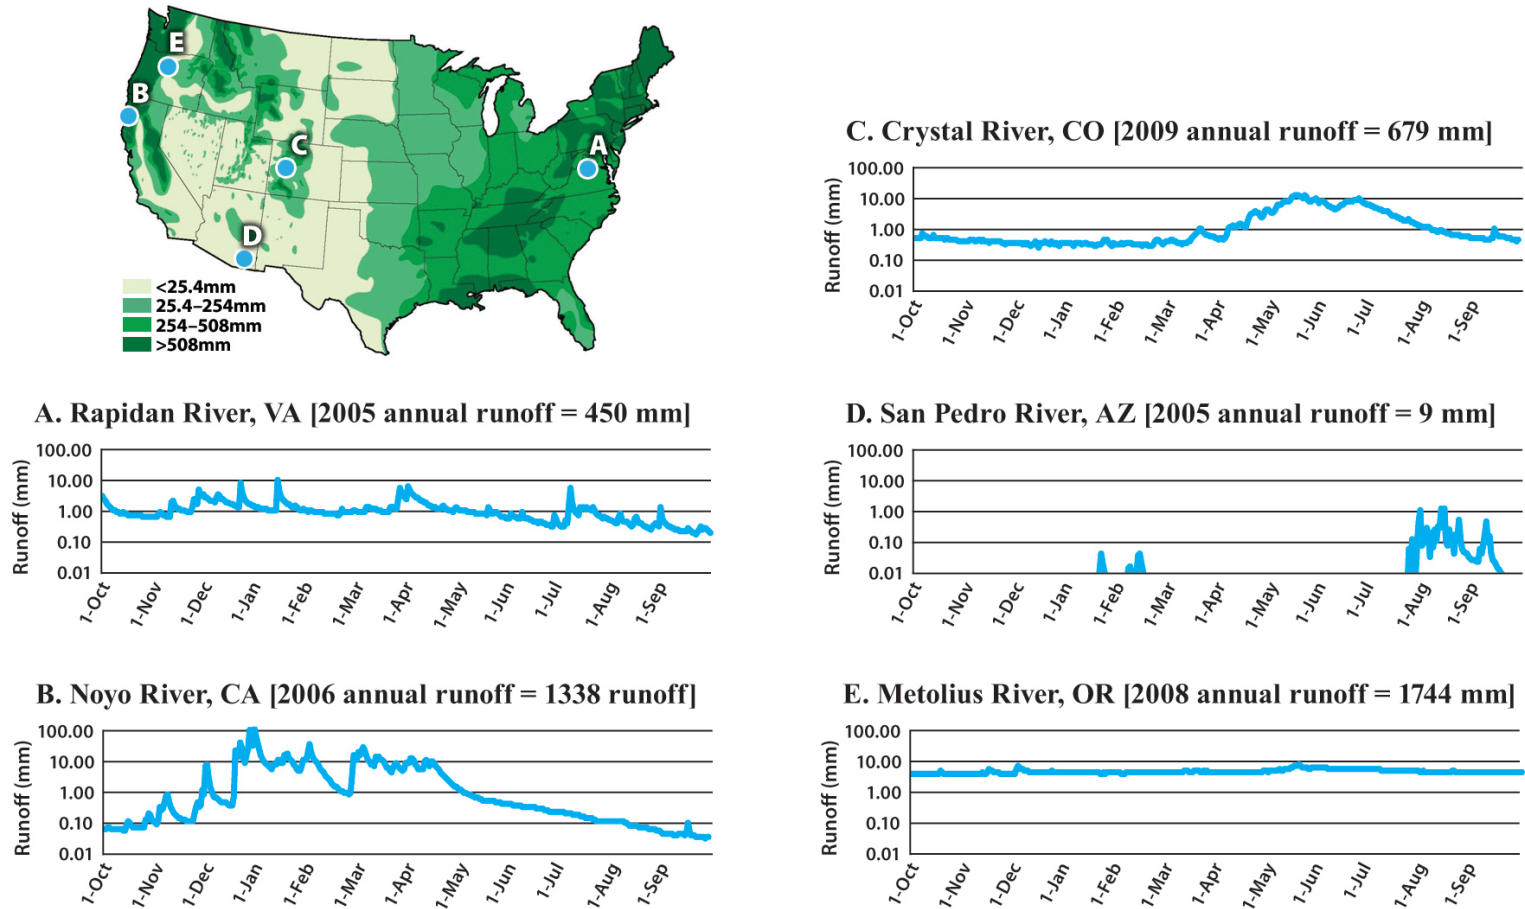 E
B
C
A
D
<25.4mm
25.4–254mm
254–508mm
>508mm
C. Crystal River, CO [2009 annual runoff = 679 mm]
Runoff (mm)
100.00
10.00
1.00
0.10
0.01
1-Oct 1-Nov 1-Dec 1-Jan 1-Feb 1-Mar 1-Apr 1-May 1-Jun 1-Jul 1-Aug 1-Sep
A. Rapidan River, VA [2005 annual runoff = 450 mm]
Runoff (mm)
100.00
10.00
1.00
0.10
0.01
1-Oct 1-Nov 1-Dec 1-Jan 1-Feb 1-Mar 1-Apr 1-May 1-Jun 1-Jul 1-Aug 1-Sep
D. San Pedro River, AZ [2005 annual runoff = 9 mm]
Runoff (mm)
100.00
10.00
1.00
0.10
0.01
1-Oct 1-Nov 1-Dec 1-Jan 1-Feb 1-Mar 1-Apr 1-May 1-Jun 1-Jul 1-Aug 1-Sep
B. Noyo River, CA [2006 annual runoff = 1338 runoff]
Runoff (mm)
100.00
10.00
1.00
0.10
0.01
1-Oct 1-Nov 1-Dec 1-Jan 1-Feb 1-Mar 1-Apr 1-May 1-Jun 1-Jul 1-Aug 1-Sep
E. Metolius River, OR [2008 annual runoff = 1744 mm]
Runoff (mm)
100.00
10.00
1.00
0.10
0.01
1-Oct 1-Nov 1-Dec 1-Jan 1-Feb 1-Mar 1-Apr 1-May 1-Jun 1-Jul 1-Aug 1-Sep